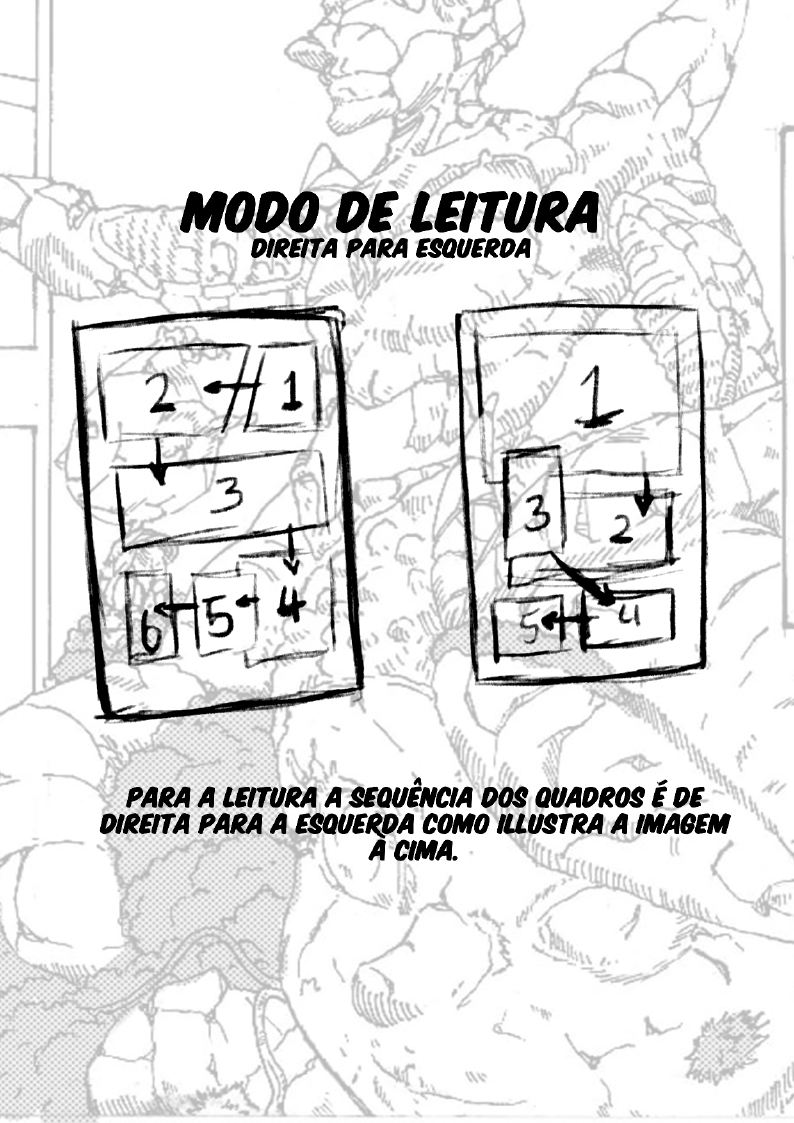 MODO DE LEITURA
DIREITA PARA ESQUERDA
2 1
3
6 5 4
1
3 2
5 4
PARA A LEITURA A SEQUÊNCIA DOS QUADROS É DE
DIREITA PARA A ESQUERDA COMO ILLUSTRA A IMAGEM
Á CIMA.